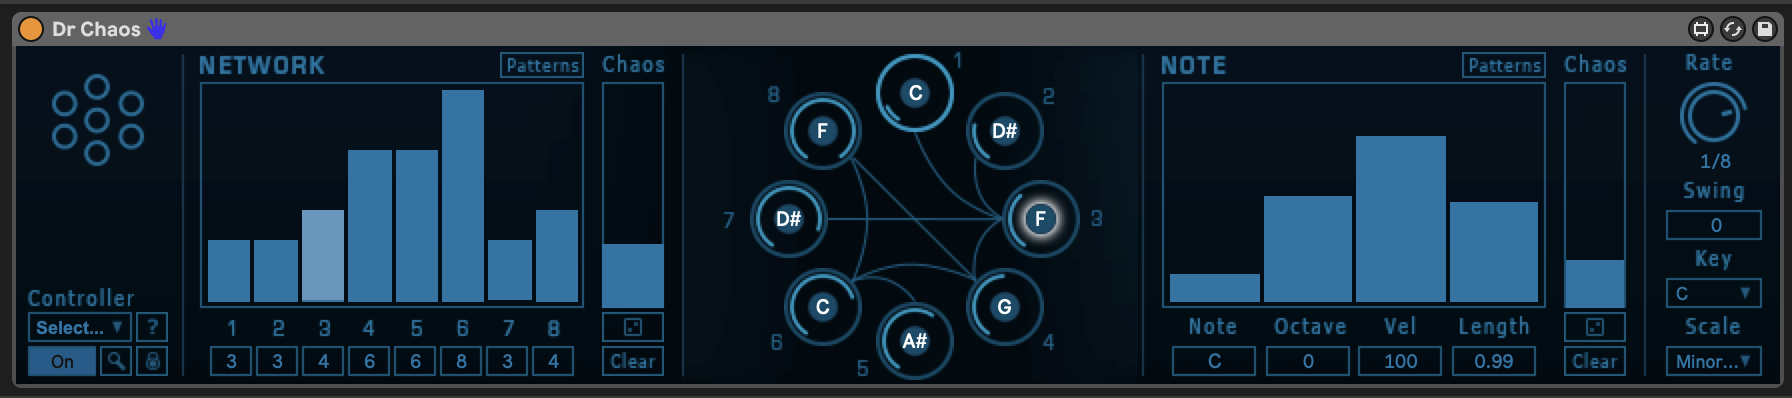 Dr Chaos
NETWORK
Patterns
Chaos
1
C
8
F
2
D#
7
D#
3
F
6
C
4
G
5
A#
NOTE
Patterns
Chaos
Rate
1/8
Swing
0
Key
C
Scale
Minor...
Controller
Select...
?
On
1 2 3 4 5 6 7 8
3 3 4 6 6 8 3 4
Clear
Note Octave Vel Length
C 0 100 0.99
Clear